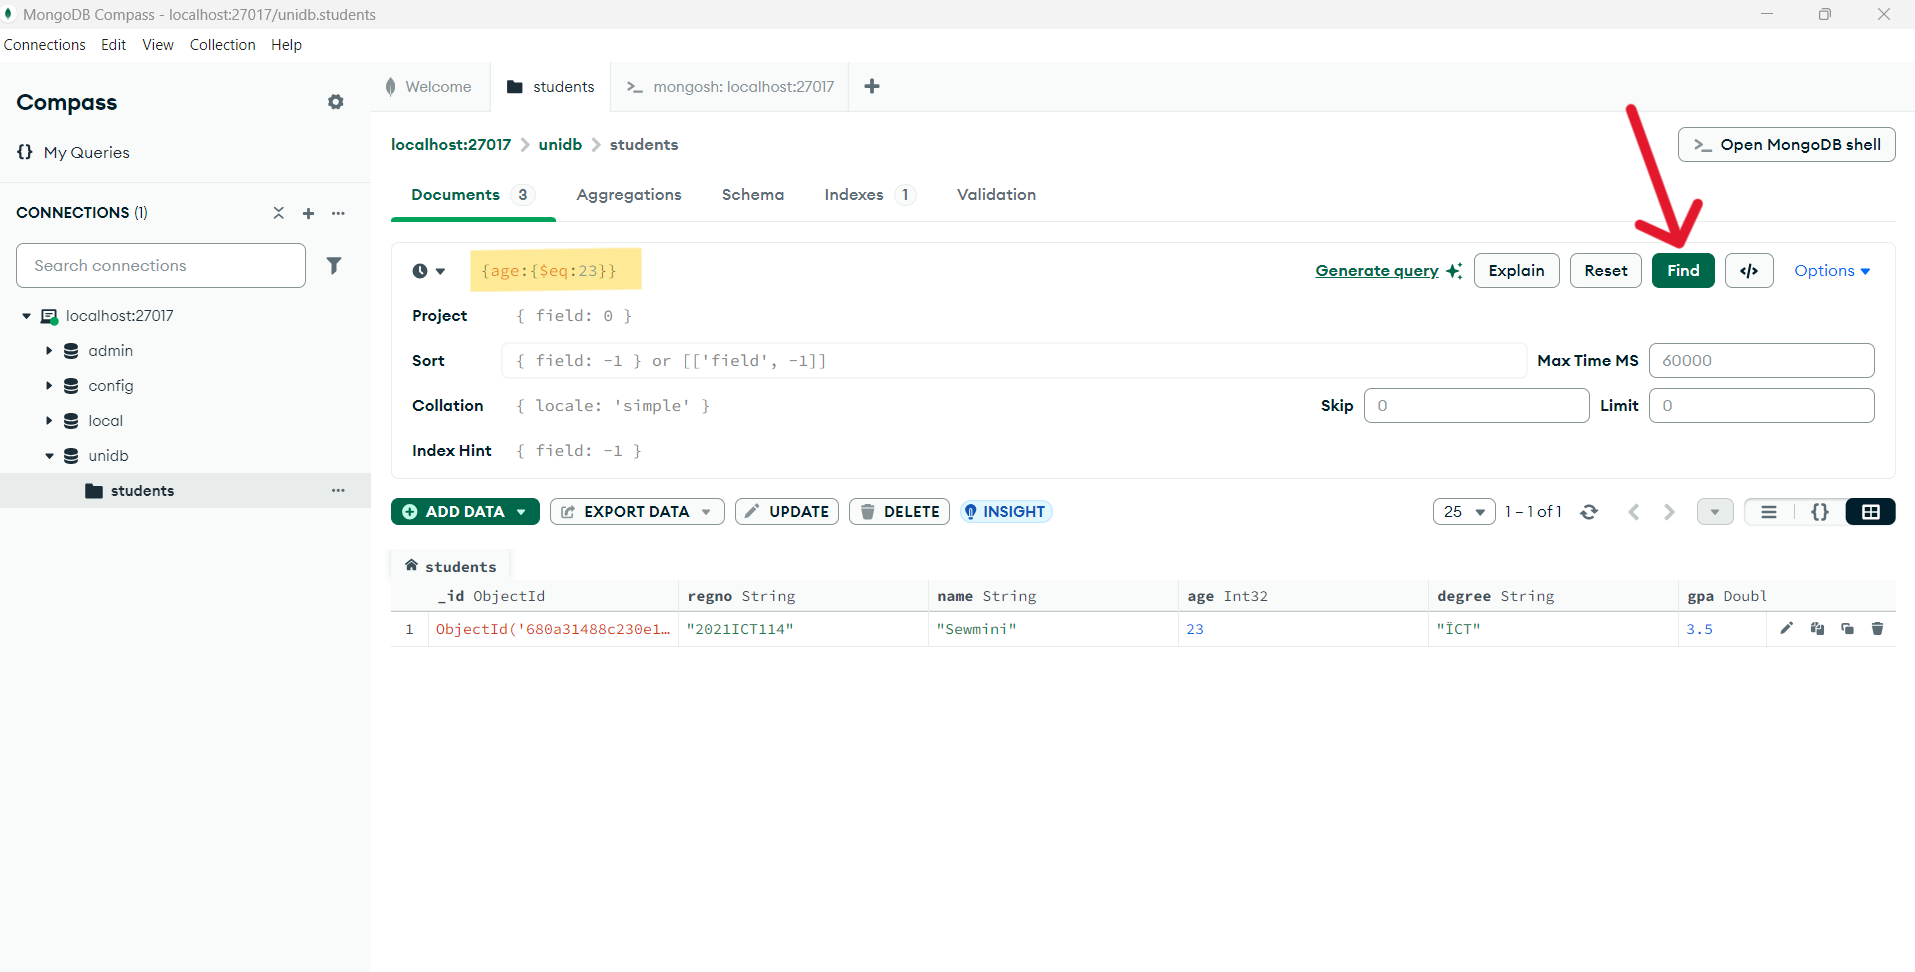 MongoDB Compass - localhost:27017/unidb.students
Connections Edit View Collection Help
Compass
{} My Queries
CONNECTIONS (1)
Search connections
localhost:27017
admin
config
local
unidb
students
Welcome
students
>_ mongosh: localhost:27017
localhost:27017 > unidb > students
>_ Open MongoDB shell
Documents 3 Aggregations Schema Indexes 1 Validation
{age:{$eq:23}}
Generate query Explain Reset Find </> Options
Project { field: 0 }
Sort { field: -1 } or [['field', -1]]
Max Time MS 60000
Collation { locale: 'simple' }
Skip 0 Limit 0
Index Hint { field: -1 }
ADD DATA EXPORT DATA UPDATE DELETE INSIGHT
25 1 – 1 of 1 {}
students
_id ObjectId regno String name String age Int32 degree String gpa Doubl
1 ObjectId('680a31488c230e1… "2021ICT114" "Sewmini" 23 "ÏCT" 3.5